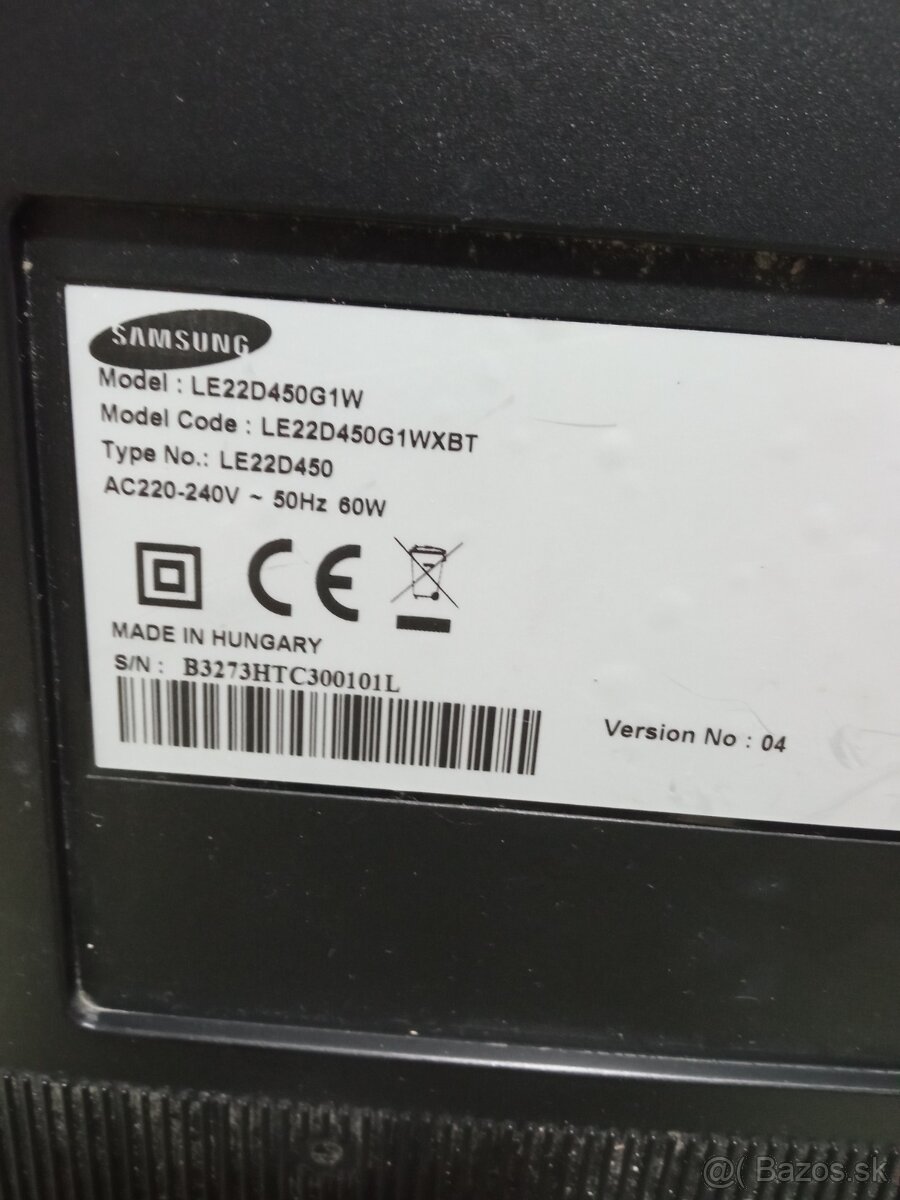 SAMSUNG
Model : LE22D450G1W
Model Code : LE22D450G1WXBT
Type No.: LE22D450
AC220-240V ~ 50Hz 60W
CE
MADE IN HUNGARY
S/N : B3273HTC300101L
Version No : 04
@( Bazos.sk